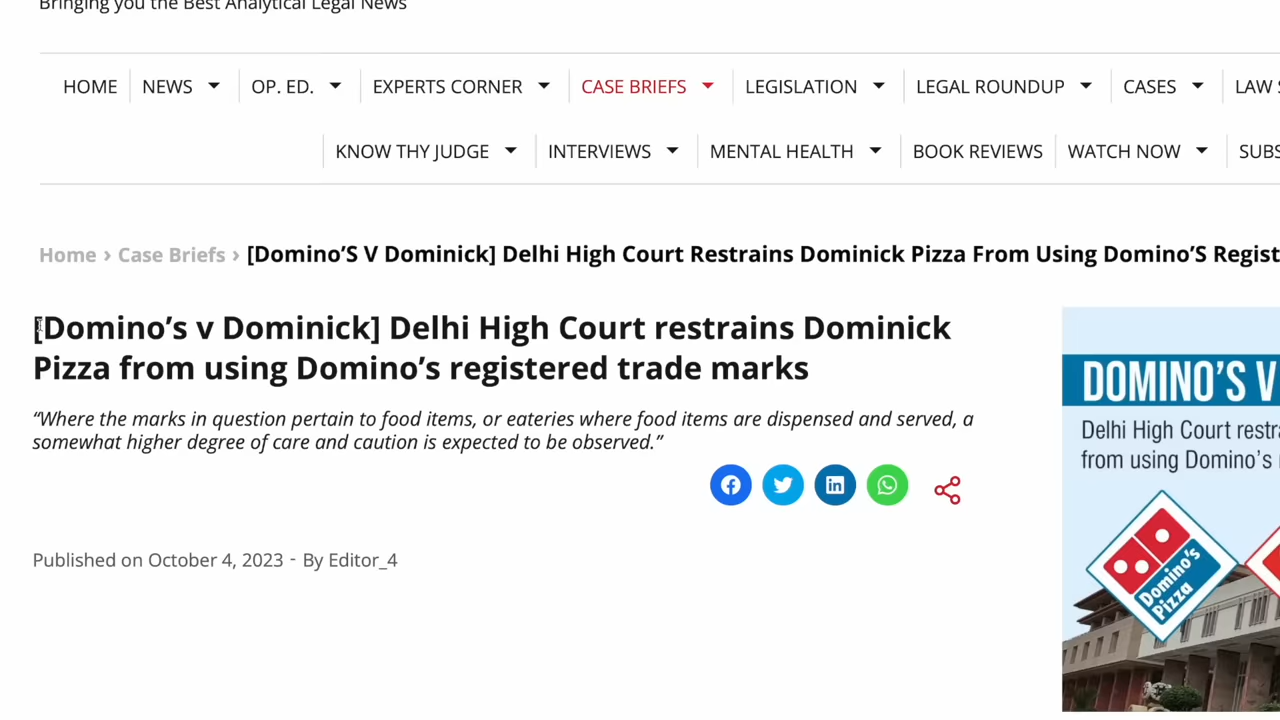 Bringing you the Best Analytical Legal News
HOME NEWS OP. ED. EXPERTS CORNER CASE BRIEFS LEGISLATION LEGAL ROUNDUP CASES LAW
KNOW THY JUDGE INTERVIEWS MENTAL HEALTH BOOK REVIEWS WATCH NOW SUBS
Home › Case Briefs › [Domino’S V Dominick] Delhi High Court Restrains Dominick Pizza From Using Domino’S Regist
[Domino’s v Dominick] Delhi High Court restrains Dominick
Pizza from using Domino’s registered trade marks
“Where the marks in question pertain to food items, or eateries where food items are dispensed and served, a
somewhat higher degree of care and caution is expected to be observed.”
Published on October 4, 2023 - By Editor_4
DOMINO’S V
Delhi High Court restra
from using Domino’s
Domino's
Pizza